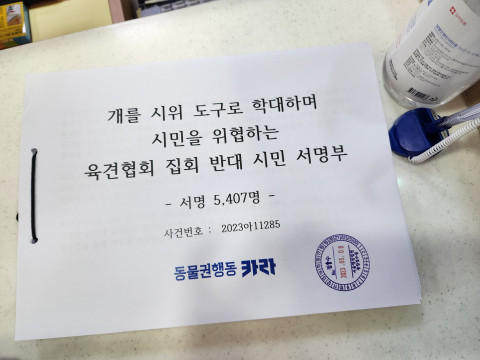 개를 시위 도구로 학대하며
시민을 위협하는
육견협회 집회 반대 시민 서명부
- 서명 5,407명 -
사건번호 : 2023아11285
동물권행동 카라